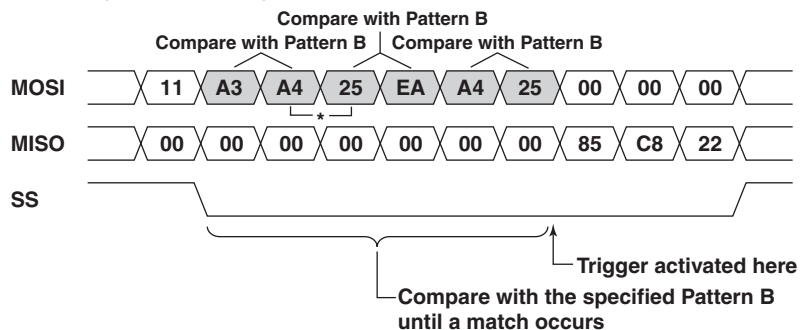 Compare with Pattern B
Compare with Pattern B Compare with Pattern B
MOSI 11 A3 A4 25 EA A4 25 00 00 00
*
MISO 00 00 00 00 00 00 00 85 C8 22
SS
Trigger activated here
Compare with the specified Pattern B
until a match occurs